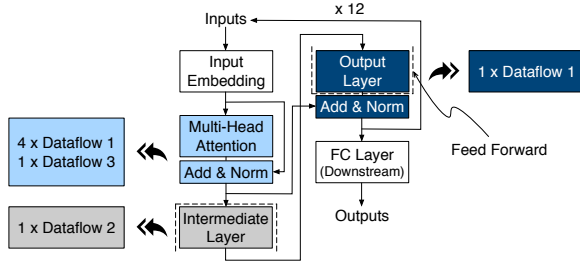 Inputs
x 12
Input
Embedding
Output
Layer
1 x Dataflow 1
Add & Norm
Multi-Head
Attention
4 x Dataflow 1
1 x Dataflow 3
Add & Norm
FC Layer
(Downstream)
Feed Forward
1 x Dataflow 2
Intermediate
Layer
Outputs